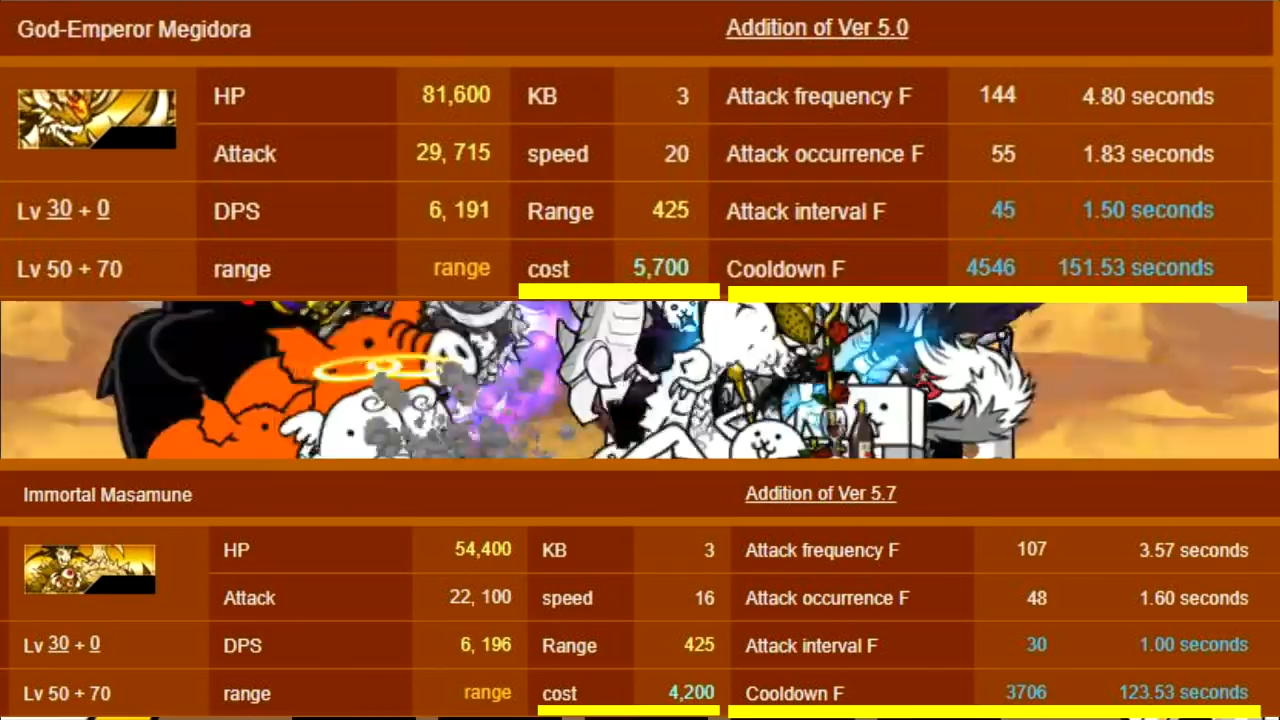 God-Emperor Megidora Addition of Ver 5.0
HP 81,600 KB 3 Attack frequency F 144 4.80 seconds
Attack 29, 715 speed 20 Attack occurrence F 55 1.83 seconds
Lv 30 + 0 DPS 6, 191 Range 425 Attack interval F 45 1.50 seconds
Lv 50 + 70 range range cost 5,700 Cooldown F 4546 151.53 seconds
Immortal Masamune Addition of Ver 5.7
HP 54,400 KB 3 Attack frequency F 107 3.57 seconds
Attack 22, 100 speed 16 Attack occurrence F 48 1.60 seconds
Lv 30 + 0 DPS 6, 196 Range 425 Attack interval F 30 1.00 seconds
Lv 50 + 70 range range cost 4,200 Cooldown F 3706 123.53 seconds